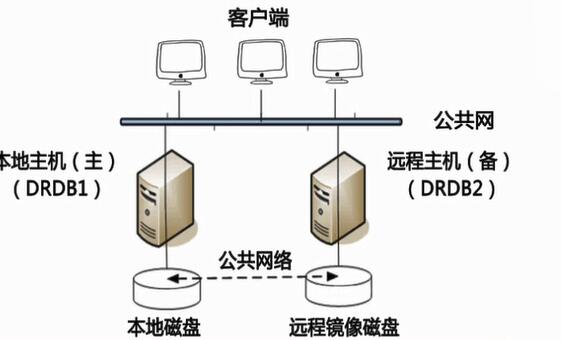 客户端
公共网
本地主机（主）
（DRDB1）
远程主机（备）
（DRDB2）
公共网络
本地磁盘
远程镜像磁盘